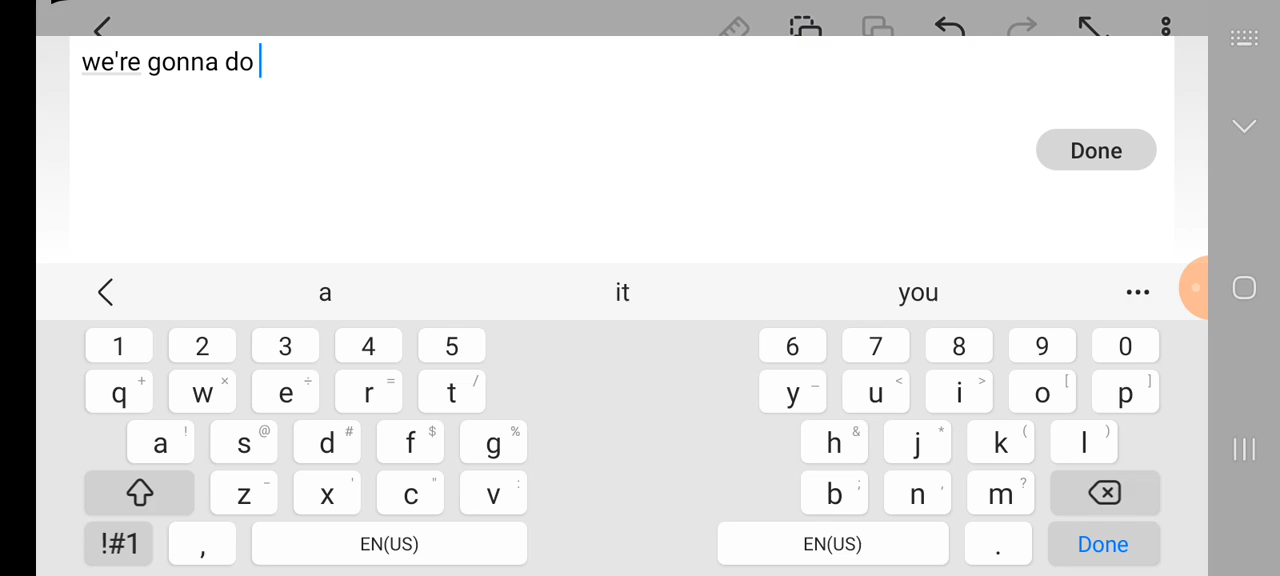 we're gonna do
Done
a it you
1 2 3 4 5 6 7 8 9 0
q + w × e ÷ r = t / y _ u < i > o [ p ]
a ! s @ d # f $ g % h & j * k ( l )
z - x ' c " v : b ; n , m ?
!#1 , EN(US) EN(US) . Done